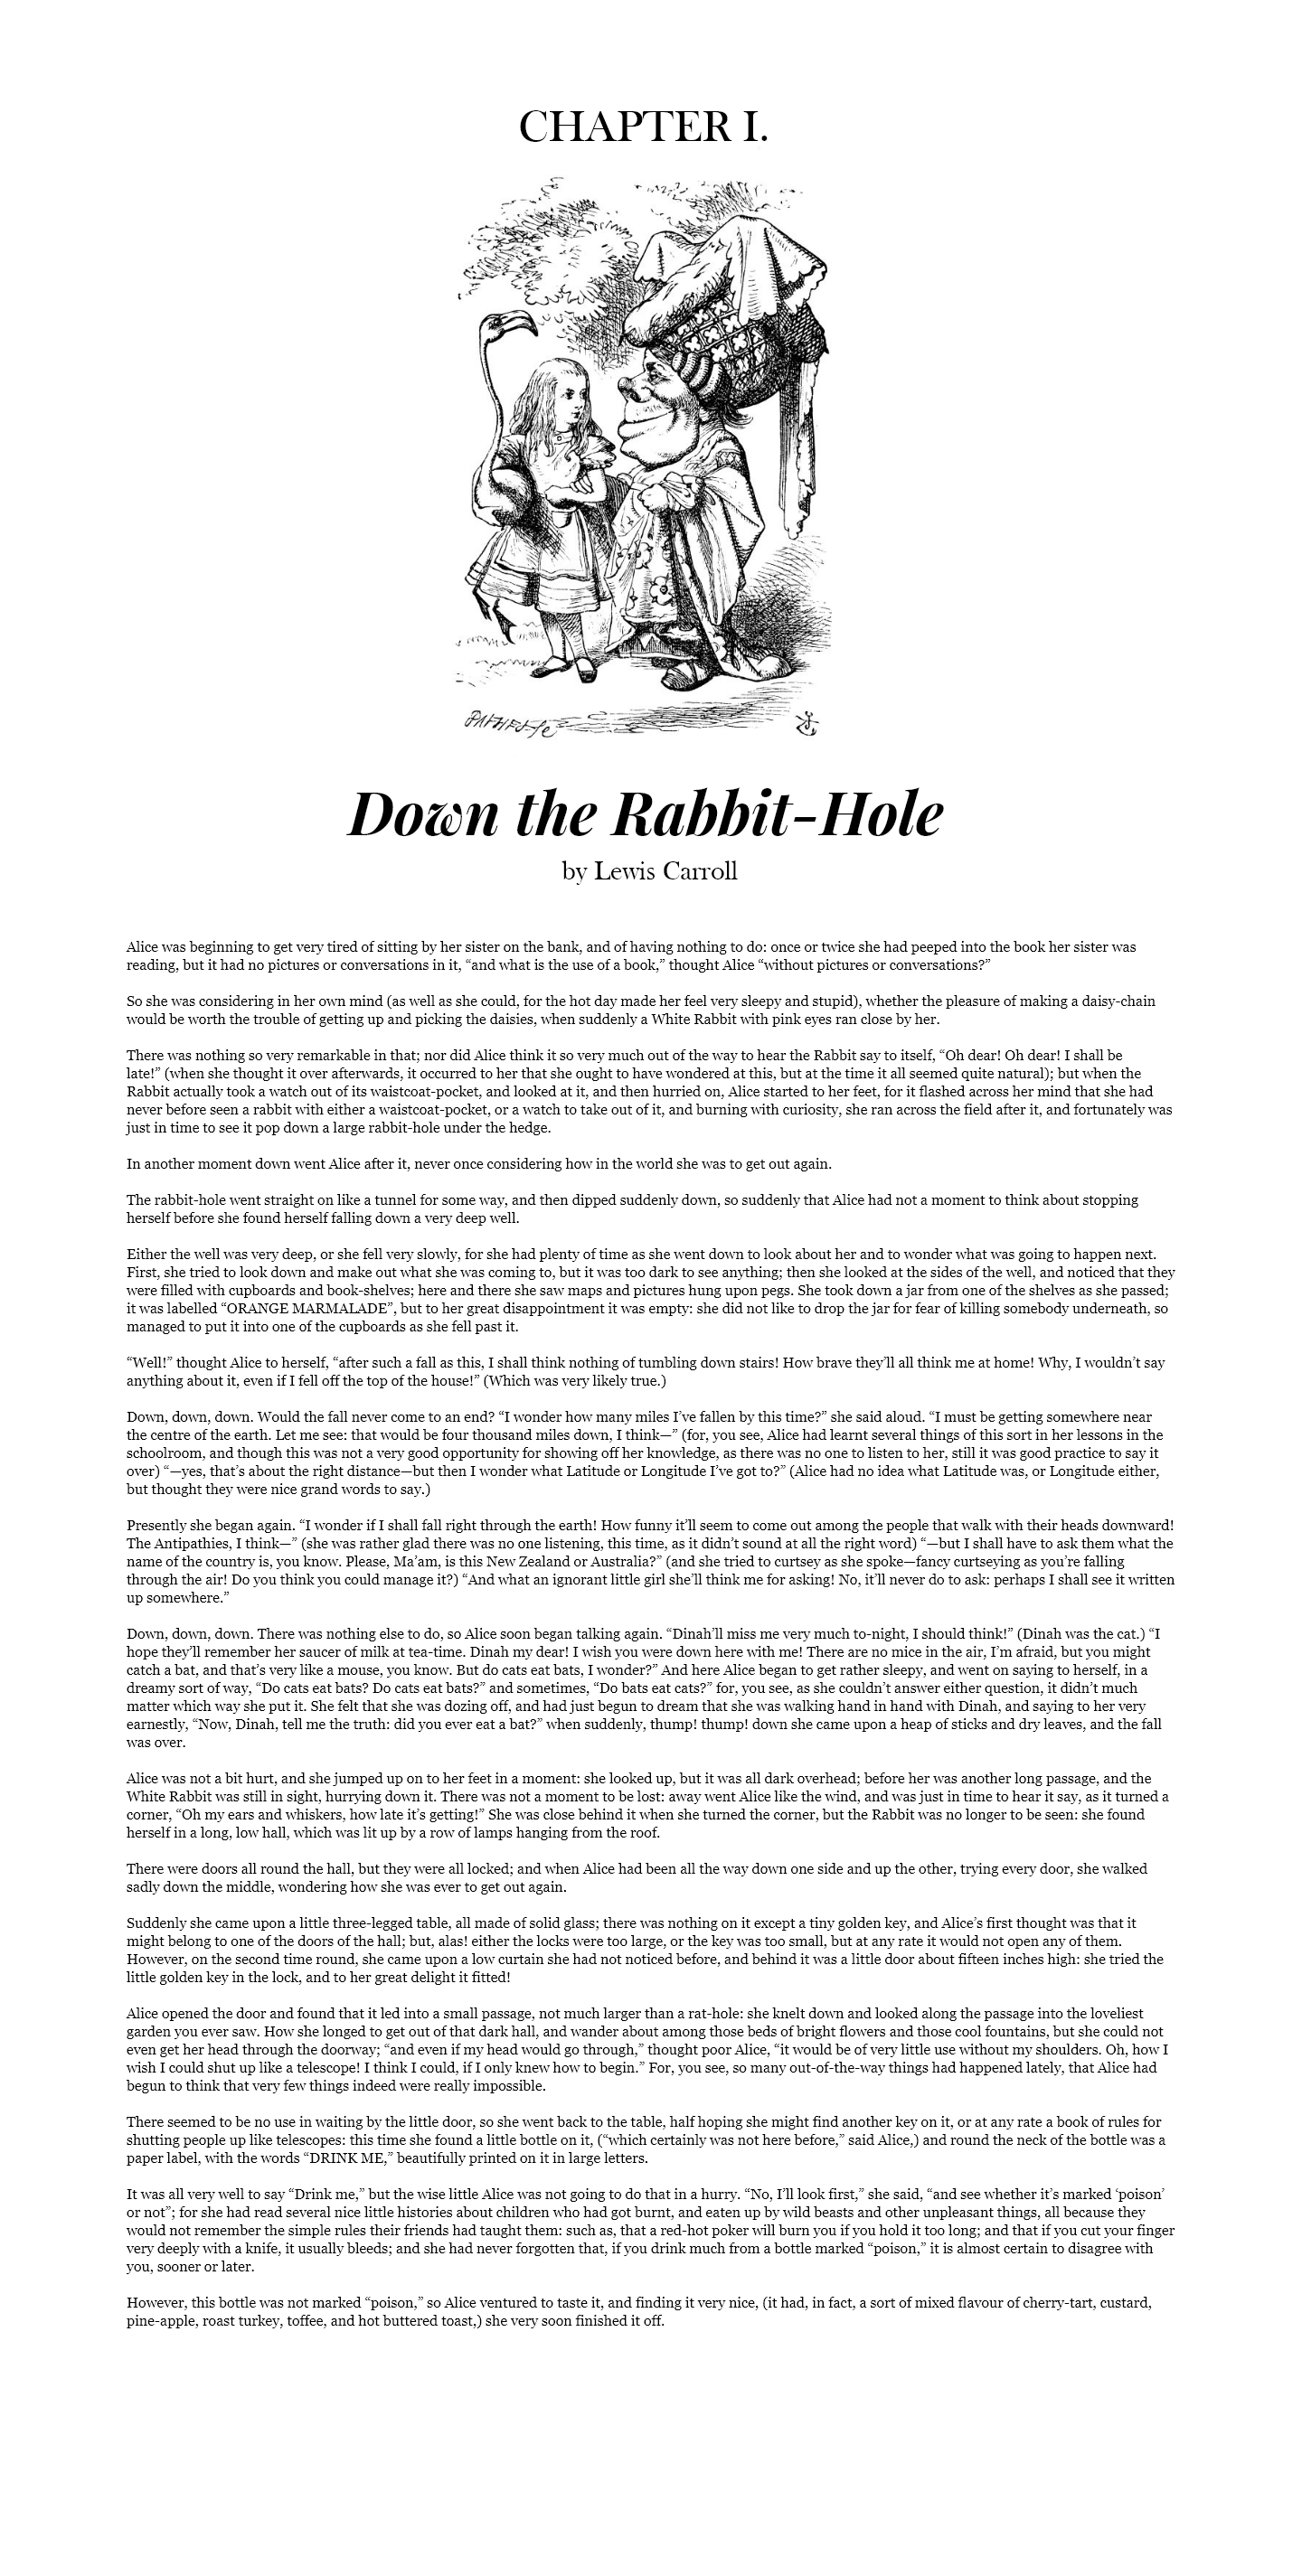 CHAPTER I.
Down the Rabbit-Hole
by Lewis Carroll
Alice was beginning to get very tired of sitting by her sister on the bank, and of having nothing to do: once or twice she had peeped into the book her sister was
reading, but it had no pictures or conversations in it, “and what is the use of a book,” thought Alice “without pictures or conversations?”
So she was considering in her own mind (as well as she could, for the hot day made her feel very sleepy and stupid), whether the pleasure of making a daisy-chain
would be worth the trouble of getting up and picking the daisies, when suddenly a White Rabbit with pink eyes ran close by her.
There was nothing so very remarkable in that; nor did Alice think it so very much out of the way to hear the Rabbit say to itself, “Oh dear! Oh dear! I shall be
late!” (when she thought it over afterwards, it occurred to her that she ought to have wondered at this, but at the time it all seemed quite natural); but when the
Rabbit actually took a watch out of its waistcoat-pocket, and looked at it, and then hurried on, Alice started to her feet, for it flashed across her mind that she had
never before seen a rabbit with either a waistcoat-pocket, or a watch to take out of it, and burning with curiosity, she ran across the field after it, and fortunately was
just in time to see it pop down a large rabbit-hole under the hedge.
In another moment down went Alice after it, never once considering how in the world she was to get out again.
The rabbit-hole went straight on like a tunnel for some way, and then dipped suddenly down, so suddenly that Alice had not a moment to think about stopping
herself before she found herself falling down a very deep well.
Either the well was very deep, or she fell very slowly, for she had plenty of time as she went down to look about her and to wonder what was going to happen next.
First, she tried to look down and make out what she was coming to, but it was too dark to see anything; then she looked at the sides of the well, and noticed that they
were filled with cupboards and book-shelves; here and there she saw maps and pictures hung upon pegs. She took down a jar from one of the shelves as she passed;
it was labelled “ORANGE MARMALADE”, but to her great disappointment it was empty: she did not like to drop the jar for fear of killing somebody underneath, so
managed to put it into one of the cupboards as she fell past it.
“Well!” thought Alice to herself, “after such a fall as this, I shall think nothing of tumbling down stairs! How brave they’ll all think me at home! Why, I wouldn’t say
anything about it, even if I fell off the top of the house!” (Which was very likely true.)
Down, down, down. Would the fall never come to an end? “I wonder how many miles I’ve fallen by this time?” she said aloud. “I must be getting somewhere near
the centre of the earth. Let me see: that would be four thousand miles down, I think—” (for, you see, Alice had learnt several things of this sort in her lessons in the
schoolroom, and though this was not a very good opportunity for showing off her knowledge, as there was no one to listen to her, still it was good practice to say it
over) “—yes, that’s about the right distance—but then I wonder what Latitude or Longitude I’ve got to?” (Alice had no idea what Latitude was, or Longitude either,
but thought they were nice grand words to say.)
Presently she began again. “I wonder if I shall fall right through the earth! How funny it’ll seem to come out among the people that walk with their heads downward!
The Antipathies, I think—” (she was rather glad there was no one listening, this time, as it didn’t sound at all the right word) “—but I shall have to ask them what the
name of the country is, you know. Please, Ma’am, is this New Zealand or Australia?” (and she tried to curtsey as she spoke—fancy curtseying as you’re falling
through the air! Do you think you could manage it?) “And what an ignorant little girl she’ll think me for asking! No, it’ll never do to ask: perhaps I shall see it written
up somewhere.”
Down, down, down. There was nothing else to do, so Alice soon began talking again. “Dinah’ll miss me very much to-night, I should think!” (Dinah was the cat.) “I
hope they’ll remember her saucer of milk at tea-time. Dinah my dear! I wish you were down here with me! There are no mice in the air, I’m afraid, but you might
catch a bat, and that’s very like a mouse, you know. But do cats eat bats, I wonder?” And here Alice began to get rather sleepy, and went on saying to herself, in a
dreamy sort of way, “Do cats eat bats? Do cats eat bats?” and sometimes, “Do bats eat cats?” for, you see, as she couldn’t answer either question, it didn’t much
matter which way she put it. She felt that she was dozing off, and had just begun to dream that she was walking hand in hand with Dinah, and saying to her very
earnestly, “Now, Dinah, tell me the truth: did you ever eat a bat?” when suddenly, thump! thump! down she came upon a heap of sticks and dry leaves, and the fall
was over.
Alice was not a bit hurt, and she jumped up on to her feet in a moment: she looked up, but it was all dark overhead; before her was another long passage, and the
White Rabbit was still in sight, hurrying down it. There was not a moment to be lost: away went Alice like the wind, and was just in time to hear it say, as it turned a
corner, “Oh my ears and whiskers, how late it’s getting!” She was close behind it when she turned the corner, but the Rabbit was no longer to be seen: she found
herself in a long, low hall, which was lit up by a row of lamps hanging from the roof.
There were doors all round the hall, but they were all locked; and when Alice had been all the way down one side and up the other, trying every door, she walked
sadly down the middle, wondering how she was ever to get out again.
Suddenly she came upon a little three-legged table, all made of solid glass; there was nothing on it except a tiny golden key, and Alice’s first thought was that it
might belong to one of the doors of the hall; but, alas! either the locks were too large, or the key was too small, but at any rate it would not open any of them.
However, on the second time round, she came upon a low curtain she had not noticed before, and behind it was a little door about fifteen inches high: she tried the
little golden key in the lock, and to her great delight it fitted!
Alice opened the door and found that it led into a small passage, not much larger than a rat-hole: she knelt down and looked along the passage into the loveliest
garden you ever saw. How she longed to get out of that dark hall, and wander about among those beds of bright flowers and those cool fountains, but she could not
even get her head through the doorway; “and even if my head would go through,” thought poor Alice, “it would be of very little use without my shoulders. Oh, how I
wish I could shut up like a telescope! I think I could, if I only knew how to begin.” For, you see, so many out-of-the-way things had happened lately, that Alice had
begun to think that very few things indeed were really impossible.
There seemed to be no use in waiting by the little door, so she went back to the table, half hoping she might find another key on it, or at any rate a book of rules for
shutting people up like telescopes: this time she found a little bottle on it, (“which certainly was not here before,” said Alice,) and round the neck of the bottle was a
paper label, with the words “DRINK ME,” beautifully printed on it in large letters.
It was all very well to say “Drink me,” but the wise little Alice was not going to do that in a hurry. “No, I’ll look first,” she said, “and see whether it’s marked ‘poison’
or not”; for she had read several nice little histories about children who had got burnt, and eaten up by wild beasts and other unpleasant things, all because they
would not remember the simple rules their friends had taught them: such as, that a red-hot poker will burn you if you hold it too long; and that if you cut your finger
very deeply with a knife, it usually bleeds; and she had never forgotten that, if you drink much from a bottle marked “poison,” it is almost certain to disagree with
you, sooner or later.
However, this bottle was not marked “poison,” so Alice ventured to taste it, and finding it very nice, (it had, in fact, a sort of mixed flavour of cherry-tart, custard,
pine-apple, roast turkey, toffee, and hot buttered toast,) she very soon finished it off.